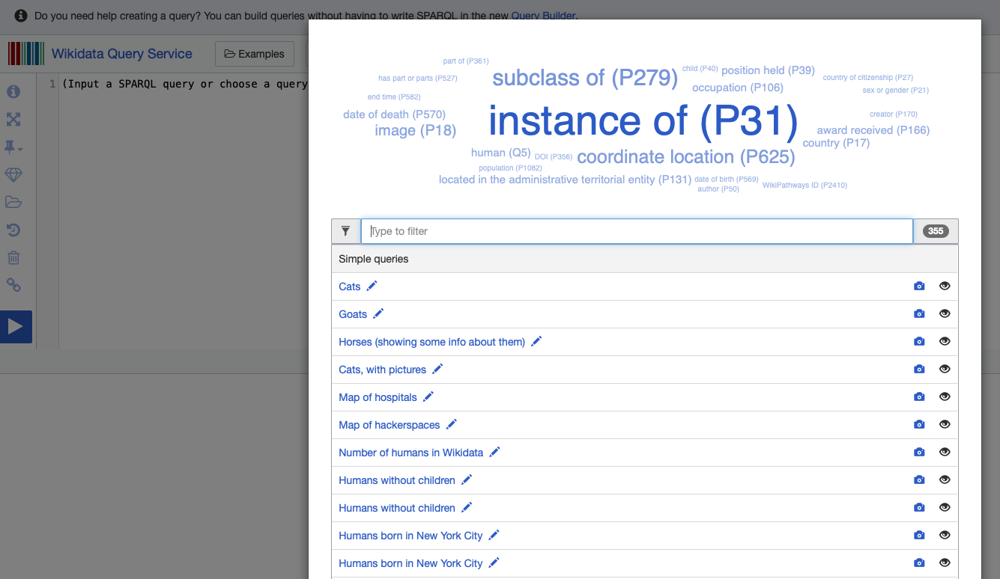 Do you need help creating a query? You can build queries without having to write SPARQL in the new Query Builder.
Wikidata Query Service
Examples
1 (Input a SPARQL query or choose a query
part of (P361)
has part or parts (P527)
subclass of (P279)
child (P40)
position held (P39)
country of citizenship (P27)
end time (P582)
occupation (P106)
sex or gender (P21)
date of death (P570)
instance of (P31)
creator (P170)
image (P18)
award received (P166)
country (P17)
human (Q5)
DOI (P356)
coordinate location (P625)
population (P1082)
located in the administrative territorial entity (P131)
date of birth (P569)
WikiPathways ID (P2410)
author (P50)
Type to filter
355
Simple queries
Cats
Goats
Horses (showing some info about them)
Cats, with pictures
Map of hospitals
Map of hackerspaces
Number of humans in Wikidata
Humans without children
Humans without children
Humans born in New York City
Humans born in New York City